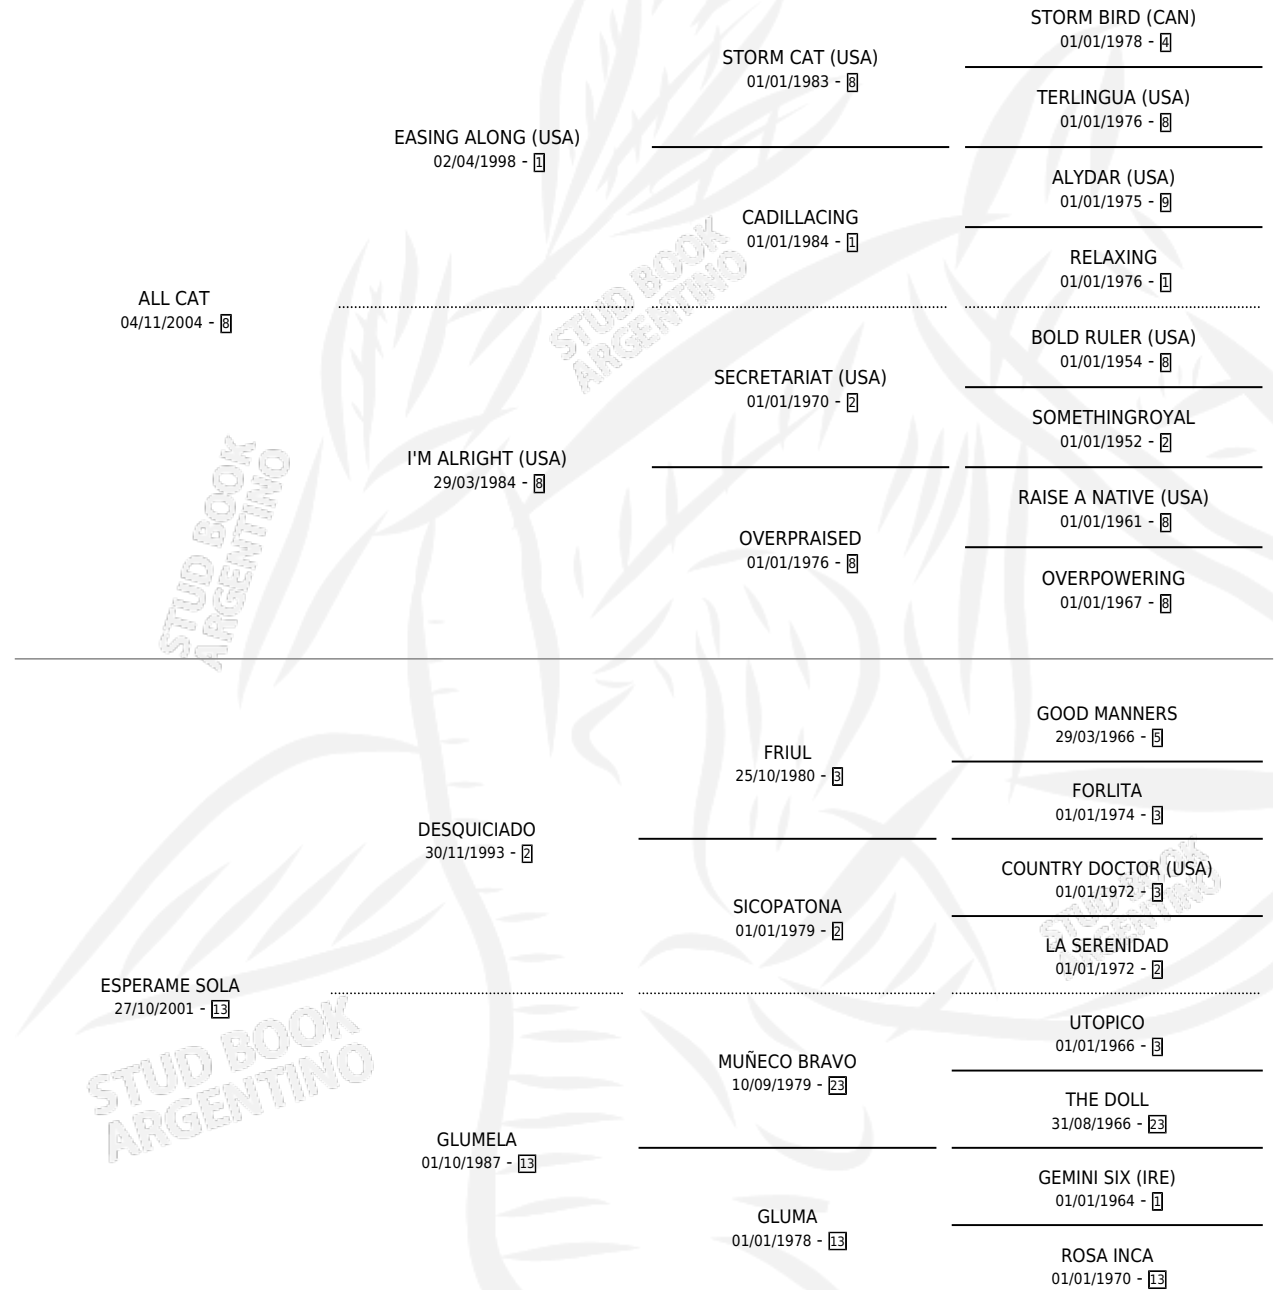 STORM BIRD (CAN)
01/01/1978 - 4
STORM CAT (USA)
01/01/1983 - 8
TERLINGUA (USA)
01/01/1976 - 8
EASING ALONG (USA)
02/04/1998 - 1
ALYDAR (USA)
01/01/1975 - 9
CADILLACING
01/01/1984 - 1
RELAXING
01/01/1976 - 1
ALL CAT
04/11/2004 - 8
BOLD RULER (USA)
01/01/1954 - 8
SECRETARIAT (USA)
01/01/1970 - 2
SOMETHINGROYAL
01/01/1952 - 2
I'M ALRIGHT (USA)
29/03/1984 - 8
RAISE A NATIVE (USA)
01/01/1961 - 8
OVERPRAISED
01/01/1976 - 8
OVERPOWERING
01/01/1967 - 8
GOOD MANNERS
29/03/1966 - 5
FRIUL
25/10/1980 - 3
FORLITA
01/01/1974 - 3
DESQUICIADO
30/11/1993 - 2
COUNTRY DOCTOR (USA)
01/01/1972 - 3
SICOPATONA
01/01/1979 - 2
LA SERENIDAD
01/01/1972 - 2
ESPERAME SOLA
27/10/2001 - 13
UTOPICO
01/01/1966 - 3
MUÑECO BRAVO
10/09/1979 - 23
THE DOLL
31/08/1966 - 23
GLUMELA
01/10/1987 - 13
GEMINI SIX (IRE)
01/01/1964 - 1
GLUMA
01/01/1978 - 13
ROSA INCA
01/01/1970 - 13
STUD BOOK
ARGENTINO
STUD BOOK
ARGENTINO
STUD BOOK
ARGENTINO
STUD BOOK
ARGENTINO